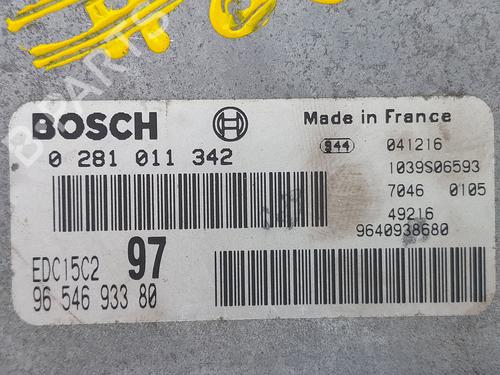 BOSCH
Made in France
0 281 011 342
944 041216
1039S06593
7046 0105
49216
9640938680
EDC15C2 97
96 546 933 80
B-PARTS